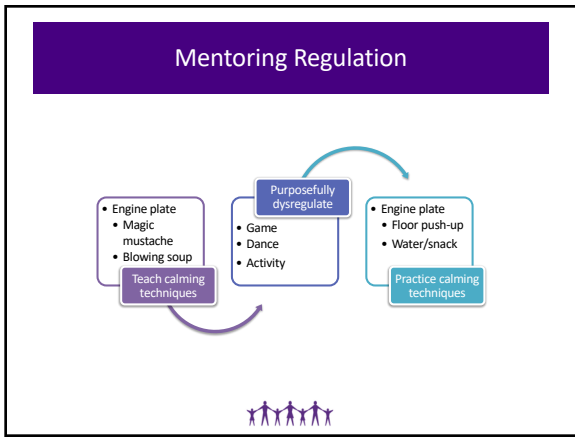 Mentoring Regulation
• Engine plate
• Magic
mustache
• Blowing soup
Teach calming
techniques
Purposefully
dysregulate
• Game
• Dance
• Activity
• Engine plate
• Floor push-up
• Water/snack
Practice calming
techniques